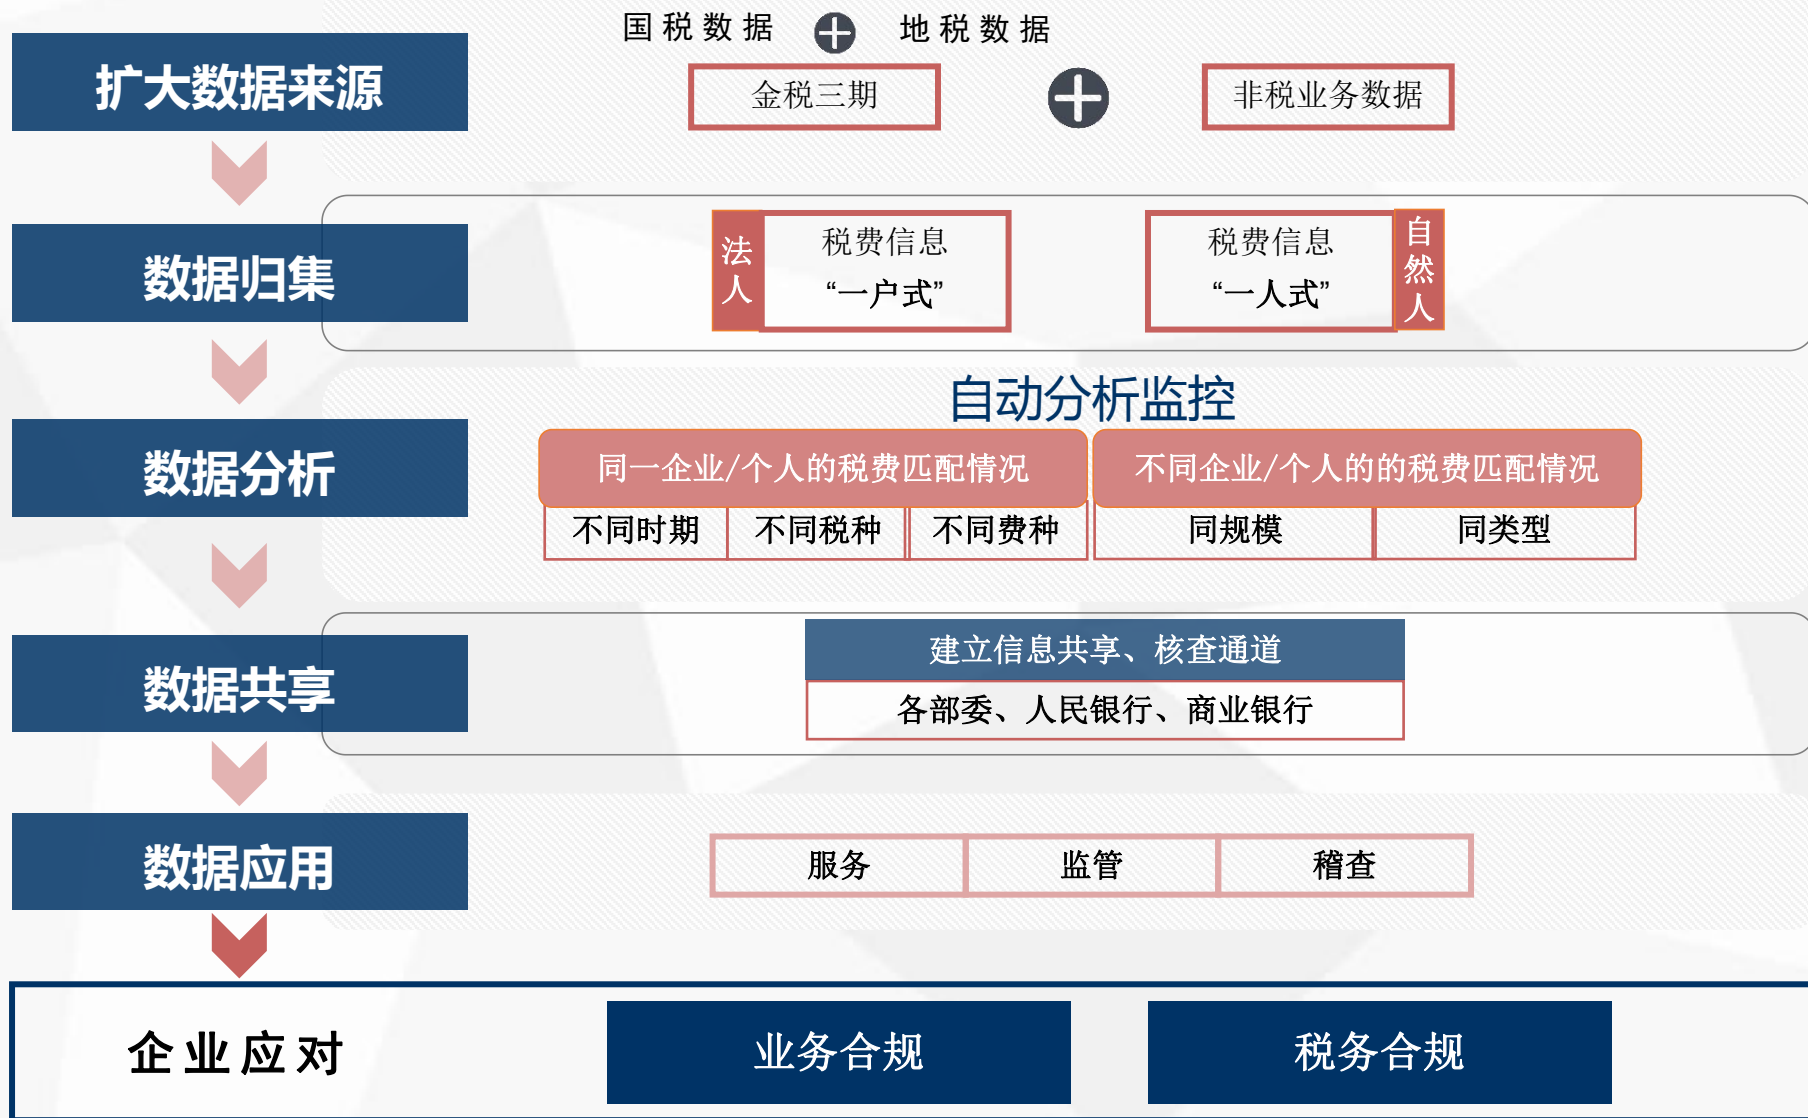 国税数据 地税数据
扩大数据来源
金税三期
非税业务数据
数据归集
法人
税费信息
“一户式”
税费信息
“一人式”
自然人
自动分析监控
数据分析
同一企业/个人的税费匹配情况
不同企业/个人的的税费匹配情况
不同时期
不同税种
不同费种
同规模
同类型
数据共享
建立信息共享、核查通道
各部委、人民银行、商业银行
数据应用
服务
监管
稽查
企业应对
业务合规
税务合规